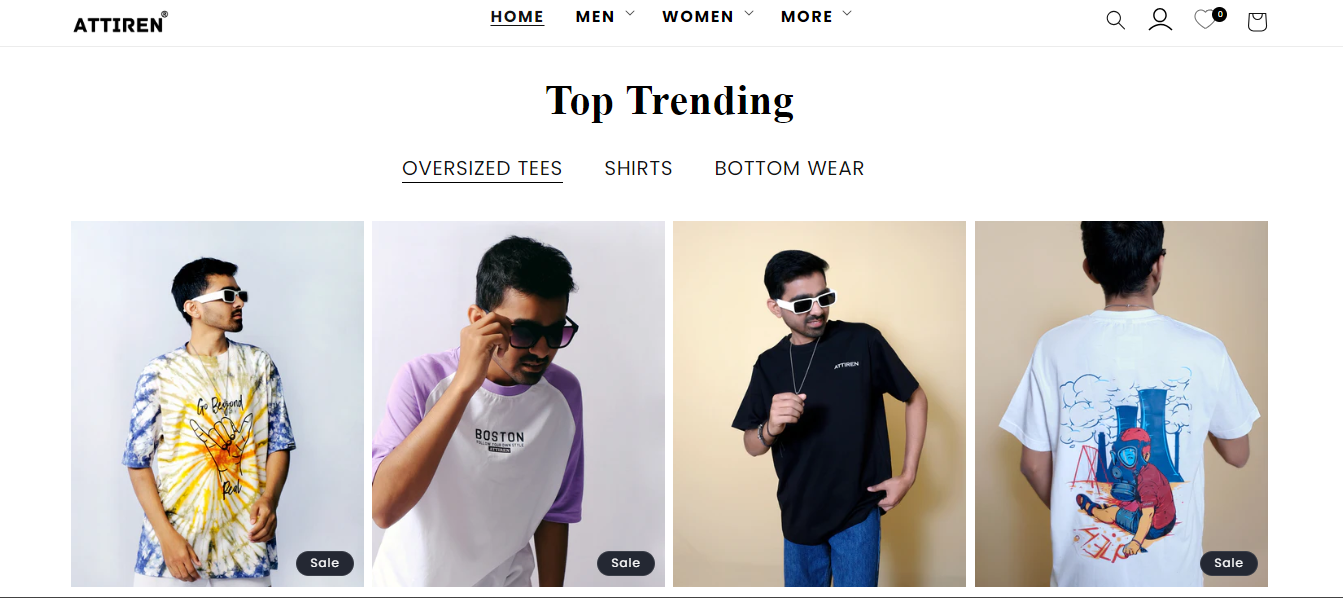 ATTIREN®
HOME MEN WOMEN MORE
0
Top Trending
OVERSIZED TEES SHIRTS BOTTOM WEAR
Go Beyond
Real
BOSTON
FOLLOW YOUR OWN STYLE
ATTIREN
ATTIREN
Sale
Sale
Sale